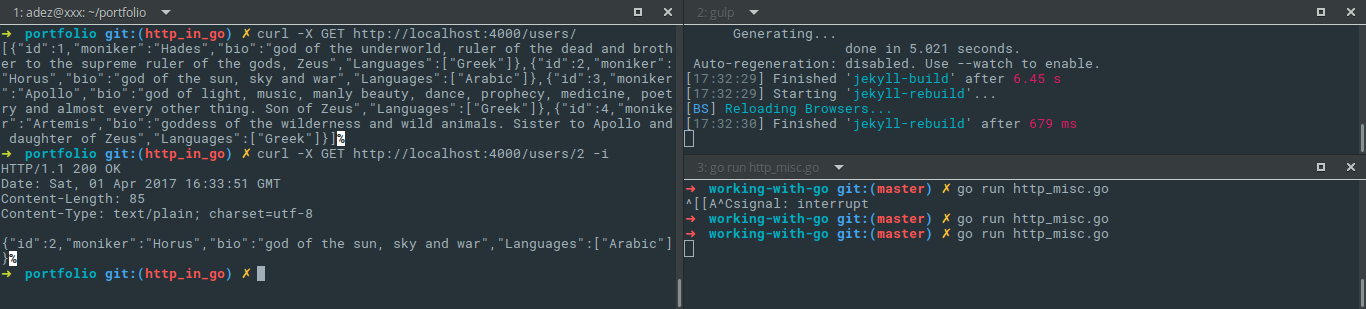 1: adez@xxx: ~/portfolio
➜  portfolio git:(http_in_go) ✗ curl -X GET http://localhost:4000/users/
[{"id":1,"moniker":"Hades","bio":"god of the underworld, ruler of the dead and broth
er to the supreme ruler of the gods, Zeus","Languages":["Greek"]},{"id":2,"moniker":
"Horus","bio":"god of the sun, sky and war","Languages":["Arabic"]},{"id":3,"moniker
":"Apollo","bio":"god of light, music, manly beauty, dance, prophecy, medicine, poet
ry and almost every other thing. Son of Zeus","Languages":["Greek"]},{"id":4,"monike
r":"Artemis","bio":"goddess of the wilderness and wild animals. Sister to Apollo and
 daughter of Zeus","Languages":["Greek"]}]%
➜  portfolio git:(http_in_go) ✗ curl -X GET http://localhost:4000/users/2 -i
HTTP/1.1 200 OK
Date: Sat, 01 Apr 2017 16:33:51 GMT
Content-Length: 85
Content-Type: text/plain; charset=utf-8
{"id":2,"moniker":"Horus","bio":"god of the sun, sky and war","Languages":["Arabic"]
}%
➜  portfolio git:(http_in_go) ✗
2: gulp
Generating...
done in 5.021 seconds.
Auto-regeneration: disabled. Use --watch to enable.
[17:32:29] Finished 'jekyll-build' after 6.45 s
[17:32:29] Starting 'jekyll-rebuild'...
[BS] Reloading Browsers...
[17:32:30] Finished 'jekyll-rebuild' after 679 ms
3: go run http_misc.go
➜  working-with-go git:(master) ✗ go run http_misc.go
^[[A^Csignal: interrupt
➜  working-with-go git:(master) ✗ go run http_misc.go
➜  working-with-go git:(master) ✗ go run http_misc.go